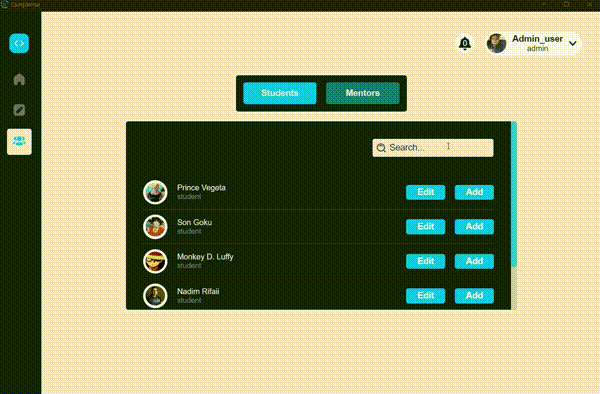 Admin_user
admin
Students
Mentors
Search...
Prince Vegeta
student
Edit
Add
Son Goku
student
Edit
Add
Monkey D. Luffy
student
Edit
Add
Nadim Rifaii
student
Edit
Add